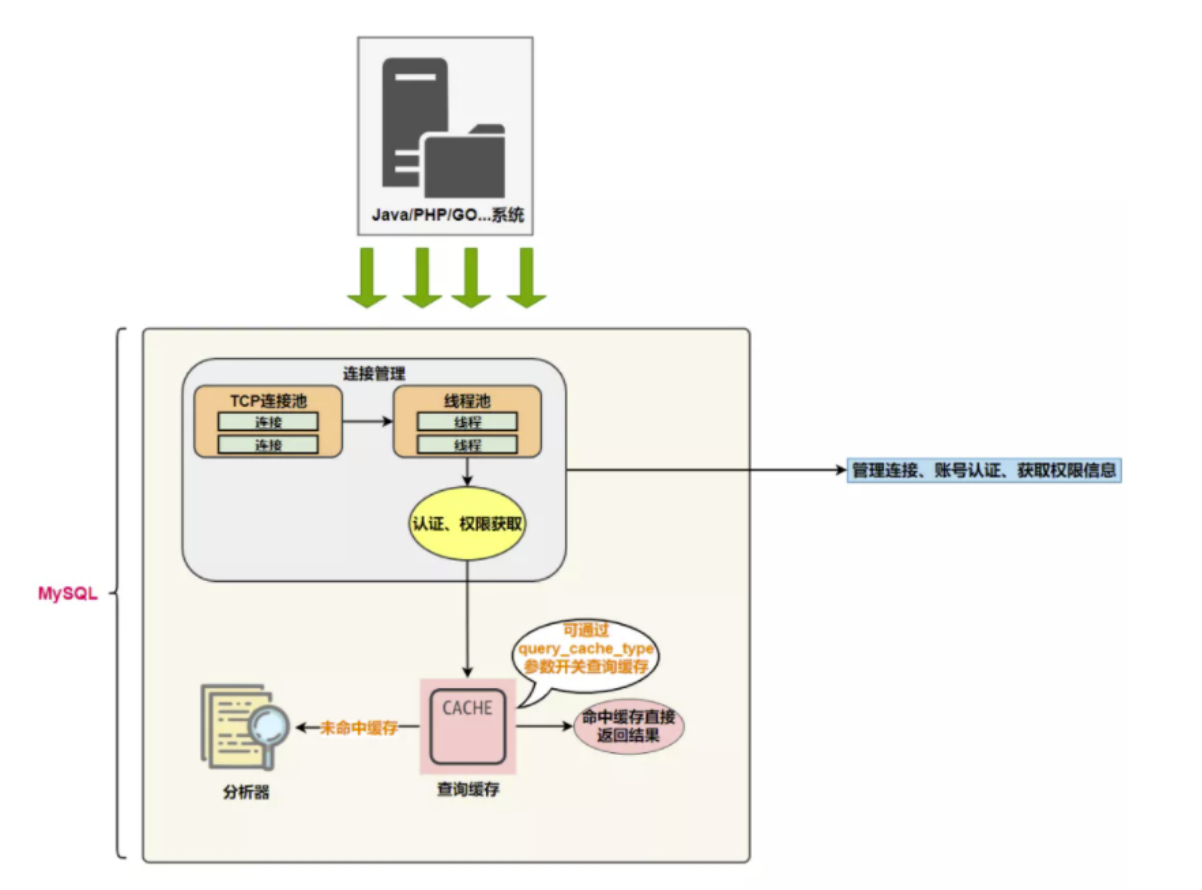 Java/PHP/GO...系统
连接管理
TCP连接池
连接
连接
线程池
线程
线程
认证、权限获取
管理连接、账号认证、获取权限信息
MySQL
可通过
query_cache_type
参数开关查询缓存
CACHE
查询缓存
未命中缓存
分析器
命中缓存直接
返回结果